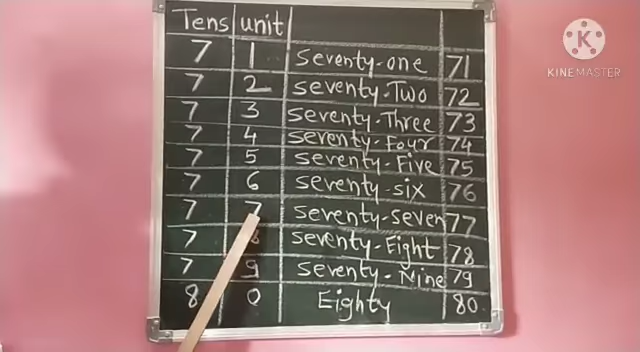 Tens unit
7 1 seventy-one 71
7 2 seventy-Two 72
7 3 seventy-Three 73
7 4 seventy-Four 74
7 5 seventy-Five 75
7 6 seventy-six 76
7 7 seventy-seven 77
7 8 seventy-Eight 78
7 9 seventy-Nine 79
8 0 Eighty 80
K
KINEMASTER